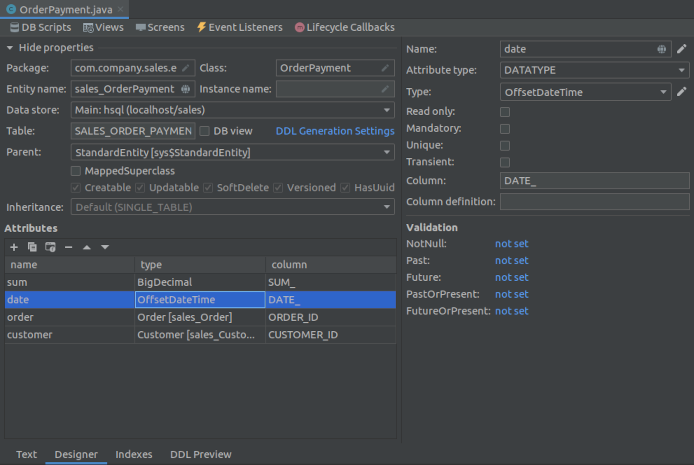 OrderPayment.java
DB Scripts Views Screens Event Listeners Lifecycle Callbacks
Hide properties
Package: com.company.sales.e Class: OrderPayment
Entity name: sales_OrderPayment Instance name:
Data store: Main: hsql (localhost/sales)
Table: SALES_ORDER_PAYMEN DB view DDL Generation Settings
Parent: StandardEntity [sys$StandardEntity]
MappedSuperclass
Creatable Updatable SoftDelete Versioned HasUuid
Inheritance: Default (SINGLE_TABLE)
Attributes
name type column
sum BigDecimal SUM_
date OffsetDateTime DATE_
order Order [sales_Order] ORDER_ID
customer Customer [sales_Custo... CUSTOMER_ID
Name: date
Attribute type: DATATYPE
Type: OffsetDateTime
Read only:
Mandatory:
Unique:
Transient:
Column: DATE_
Column definition:
Validation
NotNull: not set
Past: not set
Future: not set
PastOrPresent: not set
FutureOrPresent: not set
Text Designer Indexes DDL Preview